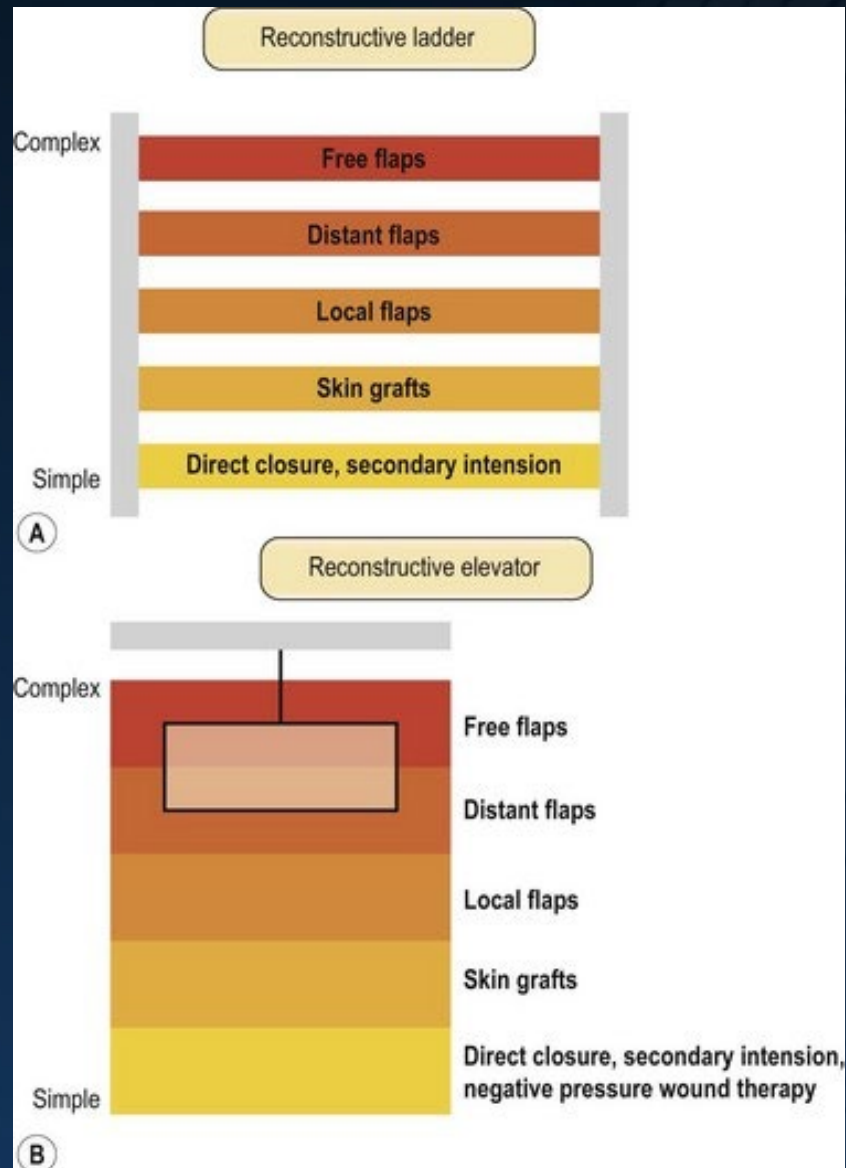 Reconstructive ladder
Complex
Free flaps
Distant flaps
Local flaps
Skin grafts
Direct closure, secondary intension
Simple
A
Reconstructive elevator
Complex
Free flaps
Distant flaps
Local flaps
Skin grafts
Direct closure, secondary intension,
negative pressure wound therapy
Simple
B